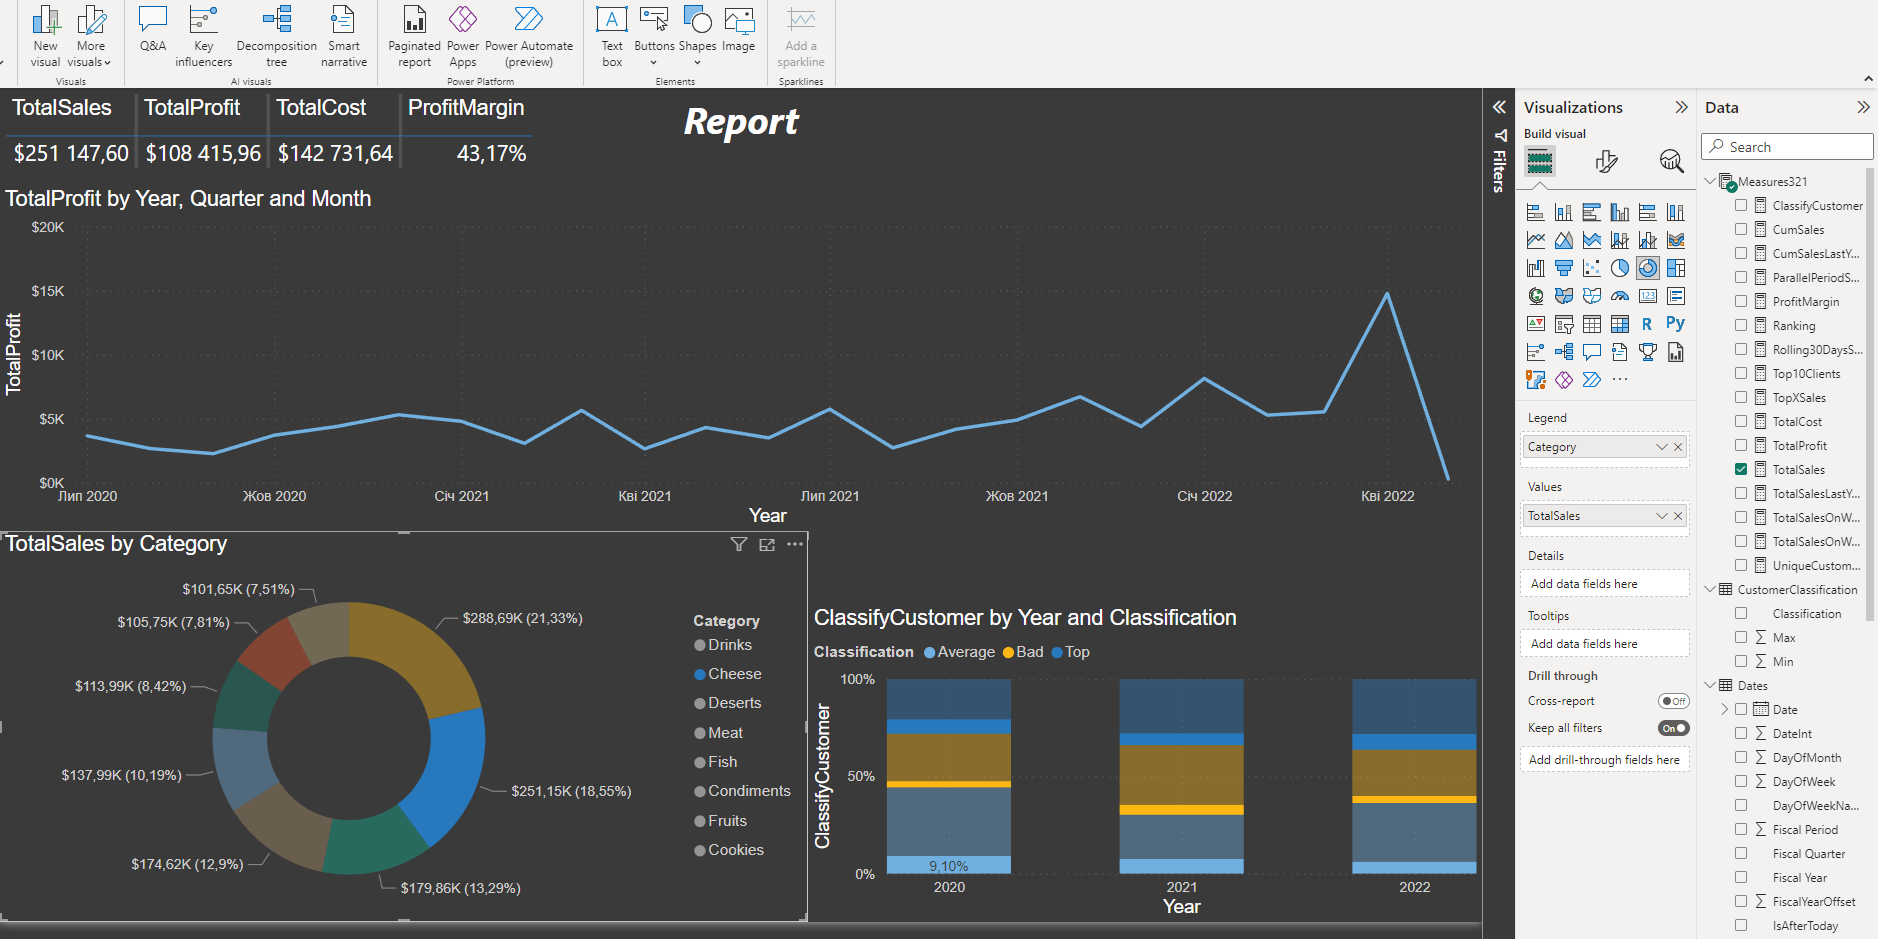 New visual
More visuals
Visuals
Q&A
Key influencers
Decomposition tree
Smart narrative
AI visuals
Paginated report
Power Apps
Power Automate (preview)
Power Platform
Text box
Buttons
Shapes
Image
Elements
Add a sparkline
Sparklines
TotalSales TotalProfit TotalCost ProfitMargin
$251 147,60 $108 415,96 $142 731,64 43,17%
Report
TotalProfit by Year, Quarter and Month
TotalProfit
$20K
$15K
$10K
$5K
$0K
Лип 2020 Жов 2020 Січ 2021 Кві 2021 Лип 2021 Жов 2021 Січ 2022 Кві 2022
Year
TotalSales by Category
$101,65K (7,51%)
$288,69K (21,33%)
$105,75K (7,81%)
$113,99K (8,42%)
$137,99K (10,19%)
$251,15K (18,55%)
$174,62K (12,9%)
$179,86K (13,29%)
Category
Drinks
Cheese
Deserts
Meat
Fish
Condiments
Fruits
Cookies
ClassifyCustomer by Year and Classification
Classification Average Bad Top
ClassifyCustomer
100%
50%
0%
9,10%
2020 2021 2022
Year
Filters
Visualizations
Build visual
123
R
Py
Legend
Category
Values
TotalSales
Details
Add data fields here
Tooltips
Add data fields here
Drill through
Cross-report Off
Keep all filters On
Add drill-through fields here
Data
Search
Measures321
ClassifyCustomer
CumSales
CumSalesLastY...
ParallelPeriodS...
ProfitMargin
Ranking
Rolling30DaysS...
Top10Clients
TopXSales
TotalCost
TotalProfit
TotalSales
TotalSalesLastY...
TotalSalesOnW...
TotalSalesOnW...
UniqueCustom...
CustomerClassification
Classification
Max
Min
Dates
Date
DateInt
DayOfMonth
DayOfWeek
DayOfWeekNa...
Fiscal Period
Fiscal Quarter
Fiscal Year
FiscalYearOffset
IsAfterToday